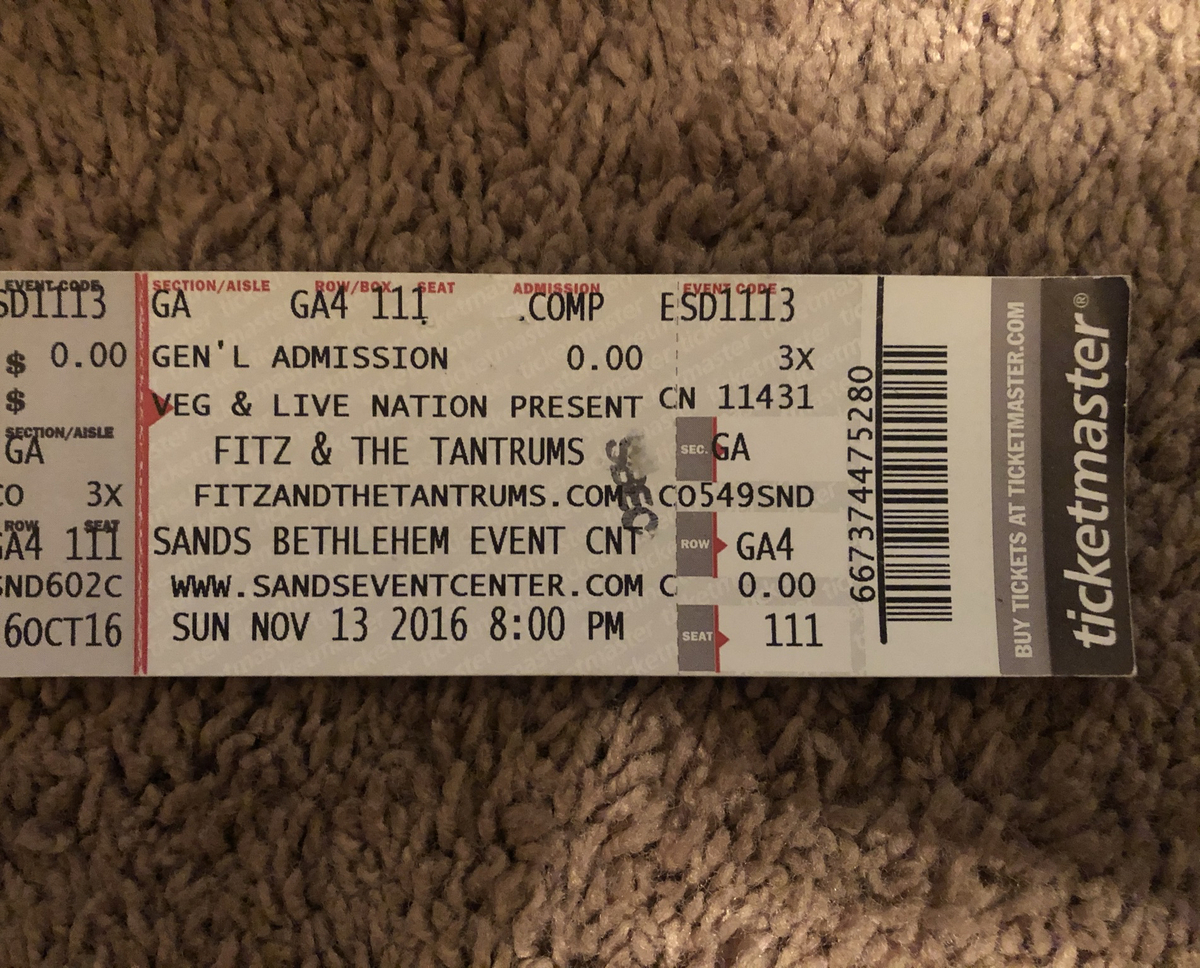 EVENT CODE
SD1113
$ 0.00
$
SECTION/AISLE
GA
CO 3X
ROW SEAT
GA4 111
SND602C
6OCT16
SECTION/AISLE ROW/BOX SEAT ADMISSION EVENT CODE
GA GA4 111 .COMP ESD1113
GEN'L ADMISSION 0.00 3X
VEG & LIVE NATION PRESENT CN 11431
FITZ & THE TANTRUMS SEC. GA
FITZANDTHETANTRUMS.COM CO549SND
SANDS BETHLEHEM EVENT CNT ROW GA4
WWW.SANDSEVENTCENTER.COM C 0.00
SUN NOV 13 2016 8:00 PM SEAT 111
667374475280
BUY TICKETS AT TICKETMASTER.COM
ticketmaster®